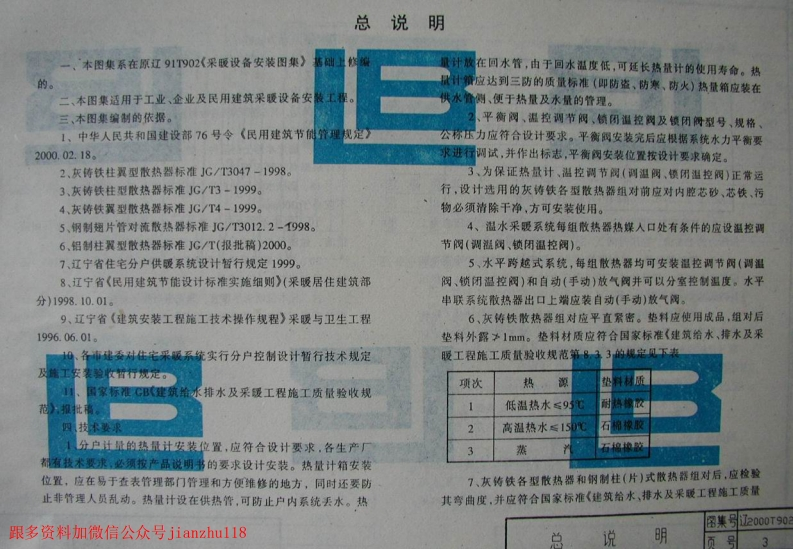 总说明
一、本图集系在原辽 91T902《采暖设备安装图集》基础上修编
的。
二、本图集适用于工业、企业及民用建筑采暖设备安装工程。
三、本图集编制的依据。
1、中华人民共和国建设部 76 号令《民用建筑节能管理规定》
2000. 02. 18。
2、灰铸铁柱翼型散热器标准 JG/T3047－1998。
3、灰铸铁柱型散热器标准 JG/T3－1999。
4、灰铸铁翼型散热器标准 JG/T4－1999。
5、钢制翅片管对流散热器标准 JG/T3012. 2－1998。
6、铝制柱翼型散热器标准 JG/T(报批稿)2000。
7、辽宁省住宅分户供暖系统设计暂行规定 1999。
8、辽宁省《民用建筑节能设计标准实施细则》(采暖居住建筑部
分)1998. 10. 01。
9、辽宁省《建筑安装工程施工技术操作规程》采暖与卫生工程
1996. 06. 01。
10、各市建委对住宅采暖系统实行分户控制设计暂行技术规定
及施工安装验收暂行规定。
11、国家标准 GB《建筑给水排水及采暖工程施工质量验收规
范》报批稿。
四、技术要求
1、分户计量的热量计安装位置，应符合设计要求，各生产厂
都有技术要求，必须按产品说明书的要求设计安装。热量计箱安装
位置，应在易于查表管理部门管理和方便维修的地方，同时还要防
止非管理人员乱动。热量计设在供热管，可防止户内系统丢水。热
量计放在回水管，由于回水温度低，可延长热量计的使用寿命。热
量计箱应达到三防的质量标准(即防盗、防寒、防火)热量箱应装在
供水管侧、便于热量及水量的管理。
2、平衡阀、温控调节阀、锁闭温控阀及锁闭阀型号、规格、
公称压力应符合设计要求。平衡阀安装完后应根据系统水力平衡要
求进行调试，并作出标志，平衡阀安装位置按设计要求确定。
3、为保证热量计、温控调节阀(调温阀、锁闭温控阀)正常运
行，设计选用的灰铸铁各型散热器组对前应对内腔芯砂、芯铁、污
物必须清除干净，方可安装使用。
4、温水采暖系统每组散热器热媒入口处有条件的应设温控调
节阀(调温阀、锁闭温控阀)。
5、水平跨越式系统，每组散热器均可安装温控调节阀(调温
阀、锁闭温控阀)和自动(手动)放气阀并可以分室控制温度。水平
串联系统散热器出口上端应装自动(手动)放气阀。
6、灰铸铁散热器组对应平直紧密。垫料应使用成品，组对后
垫料外露≯1mm。垫料材质应符合国家标准《建筑给水、排水及采
暖工程施工质量验收规范第 8. 3. 3 的规定见下表
项次 热源 垫料材质
1 低温热水≤95℃ 耐热橡胶
2 高温热水≤150℃ 石棉橡胶
3 蒸汽 石棉橡胶
7、灰铸铁各型散热器和钢制柱(片)式散热器组对后，应检验
其弯曲度，并应符合国家标准《建筑给水、排水及采暖工程施工质量
总说明 图集号 辽2000T902
页号 3
跟多资料加微信公众号jianzhu118